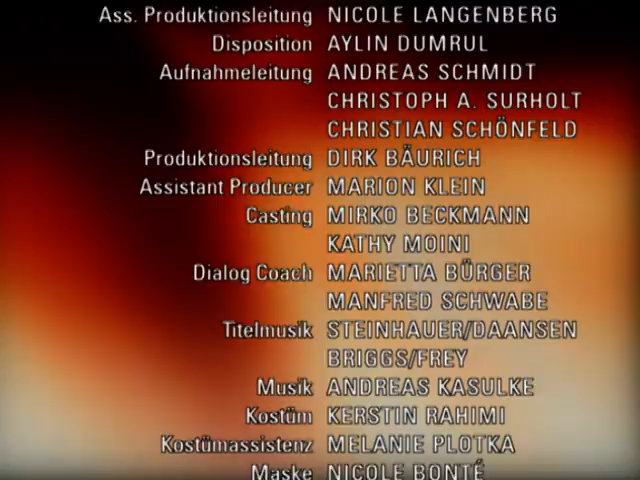 Ass. Produktionsleitung NICOLE LANGENBERG
Disposition AYLIN DUMRUL
Aufnahmeleitung ANDREAS SCHMIDT
CHRISTOPH A. SURHOLT
CHRISTIAN SCHÖNFELD
Produktionsleitung DIRK BÄURICH
Assistant Producer MARION KLEIN
Casting MIRKO BECKMANN
KATHY MOINI
Dialog Coach MARIETTA BÜRGER
MANFRED SCHWABE
Titelmusik STEINHAUER/DAANSEN
BRIGGS/FREY
Musik ANDREAS KASULKE
Kostüm KERSTIN RAHIMI
Kostümassistenz MELANIE PLOTKA
Maske NICOLE BONTÉ